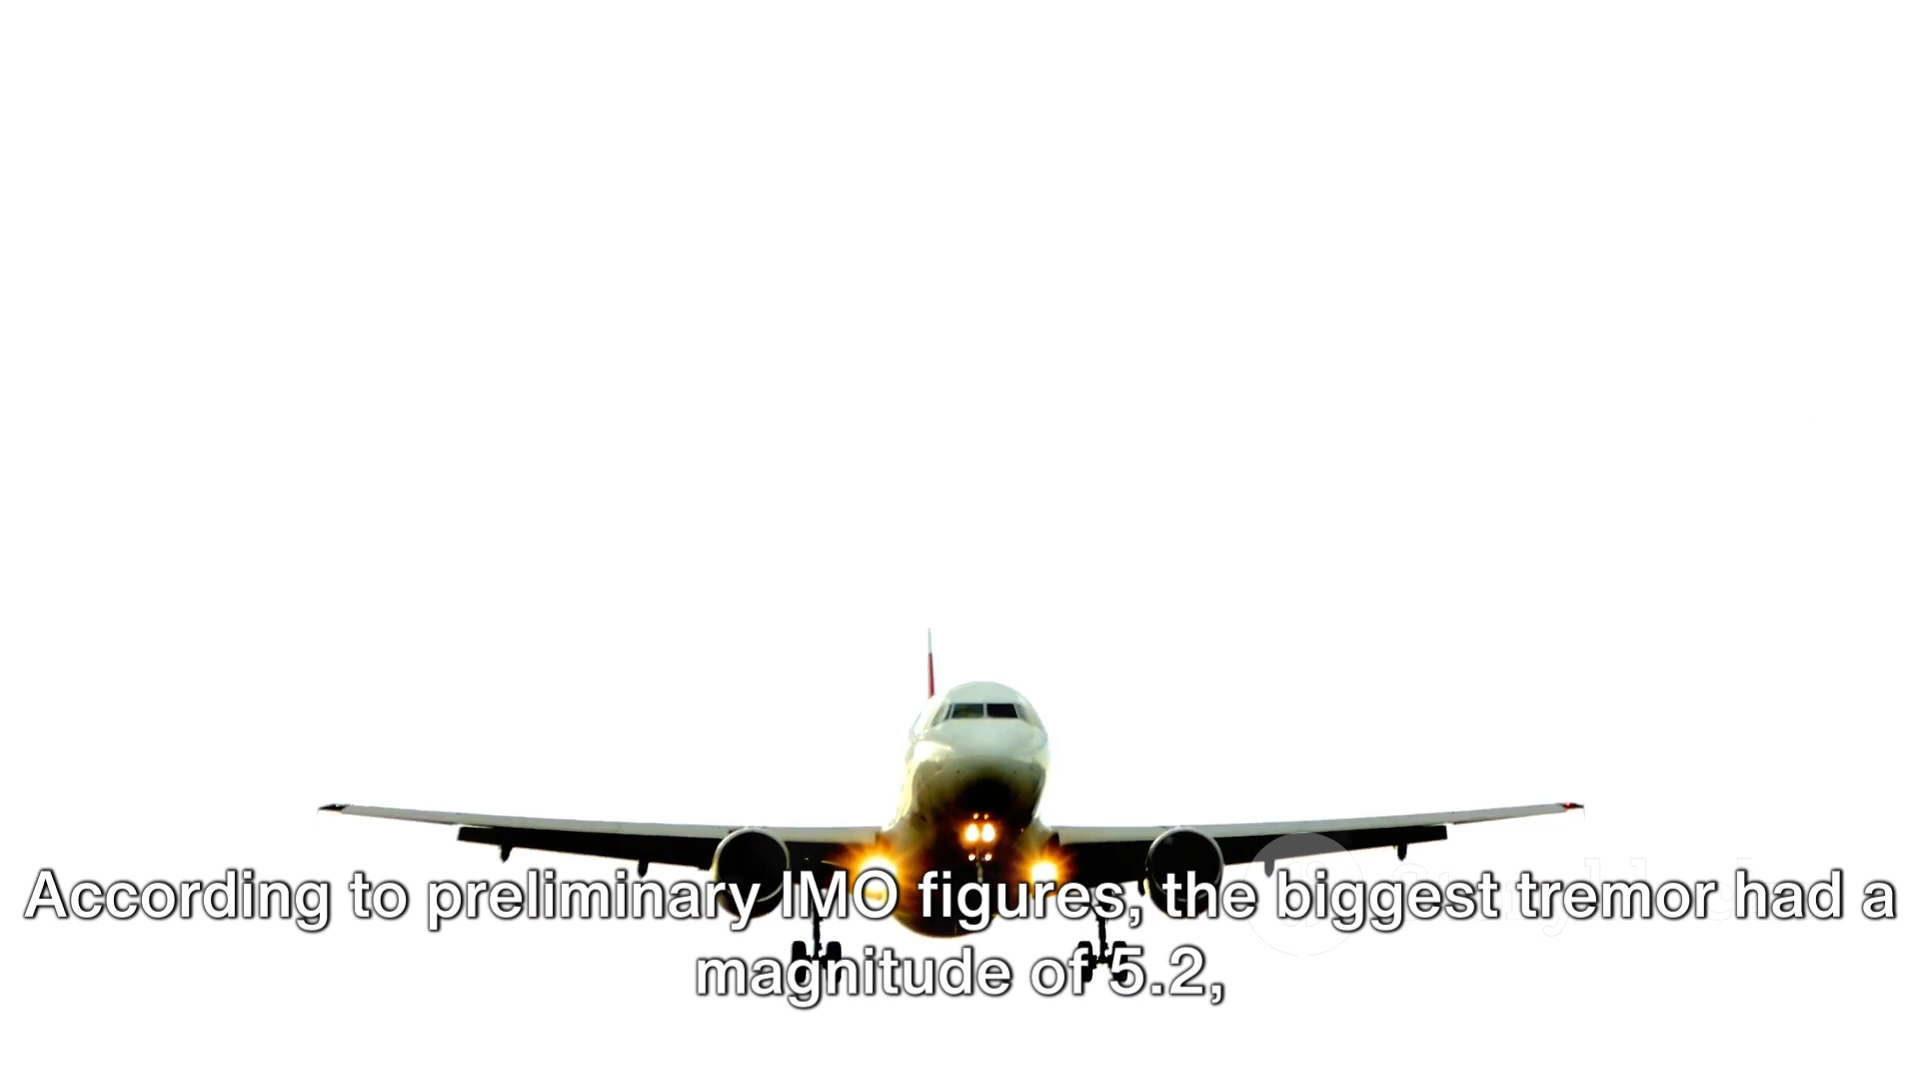 According to preliminary IMO figures, the biggest tremor had a
magnitude of 5.2,